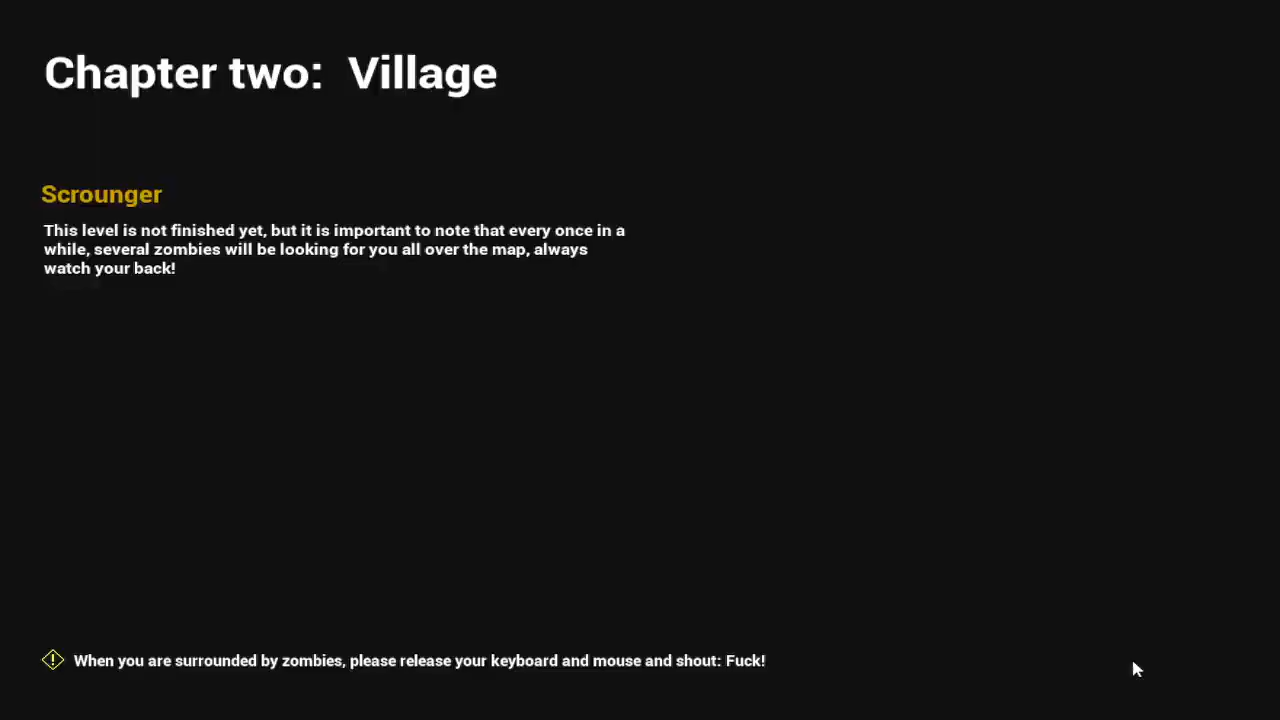 Chapter two:  Village
Scrounger
This level is not finished yet, but it is important to note that every once in a
while, several zombies will be looking for you all over the map, always
watch your back!
When you are surrounded by zombies, please release your keyboard and mouse and shout: Fuck!